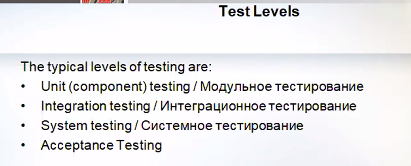 Test Levels
The typical levels of testing are:
• Unit (component) testing / Модульное тестирование
• Integration testing / Интеграционное тестирование
• System testing / Системное тестирование
• Acceptance Testing